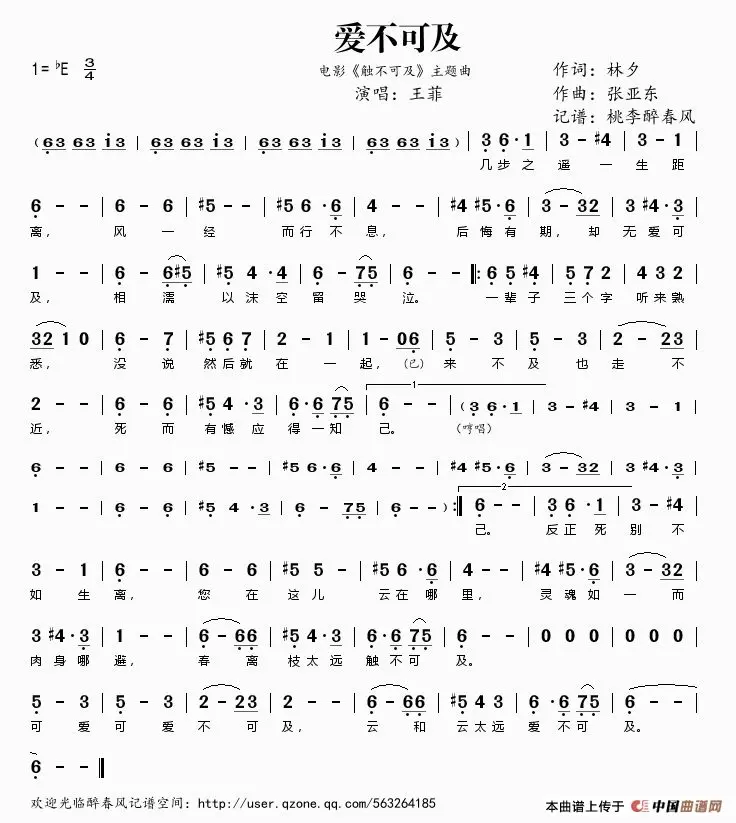 爱不可及
电影《触不可及》主题曲
1= ♭E 3/4
作词：林夕
演唱：王菲
作曲：张亚东
记谱：桃李醉春风
( 63 63 i3 | 63 63 i3 | 63 63 i3 ) | 3 6 · 1 | 3 - #4 | 3 - 1 |
几 步 之 遥 一 生 距
6 - - | 6 - 6 | #5 - - | #5 6 · 6 | 4 - - | #4 #5 · 6 | 3 - 32 | 3 #4 · 3 |
离， 风 一 经 而 行 不 息， 后 悔 有 期， 却 无 爱 可
1 - - | 6 - 6#5 | #5 4 · 4 | 6 - 75 | 6 - - ‖: 6 5 #4 | 5 7 2 | 4 3 2 |
及， 相 濡 以 沫 空 留 哭 泣。 一 辈 子 三 个 字 听 来 熟
32 1 0 | 6 - 7 | #5 6 7 | 2 - 1 | 1 - 06 | 5 - 3 | 5 - 3 | 2 - 23 |
悉， 没 说 然 后 就 在 一 起， (已) 来 不 及 也 走 不
2 - - | 6 - 6 | #5 4 · 3 | 6 · 6 75 | 6 - - | ( 3 6 · 1 | 3 - #4 | 3 - 1 |
1
近， 死 而 有 憾 应 得 一 知 己。 (哼唱)
6 - - | 6 - 6 | #5 - - | #5 6 · 6 | 4 - - | #4 #5 · 6 | 3 - 32 | 3 #4 · 3 |
1 - - | 6 - 6 | #5 4 3 | 6 - 75 | 6 - - ) :‖ 6 - - | 3 6 · 1 | 3 - #4 |
2
己。 反 正 死 别 不
3 - 1 | 6 - - | 6 - 6 | #5 5 - | #5 6 · 6 | 4 - - | #4 #5 · 6 | 3 - 32 |
如 生 离， 您 在 这 儿 云 在 哪 里， 灵 魂 如 一 而
3 #4 · 3 | 1 - - | 6 - 66 | #5 4 3 | 6 · 6 75 | 6 - - | 0 0 0 | 0 0 0 |
肉 身 哪 避， 春 离 枝 太 远 触 不 可 及。
5 - 3 | 5 - 3 | 2 - 23 | 2 - - | 6 - 66 | #5 4 3 | 6 · 6 75 | 6 - - |
可 爱 可 爱 不 可 及， 云 和 云 太 远 爱 不 可 及。
6 - - ‖
欢迎光临醉春风记谱空间：http://user.qzone.qq.com/563264185
本曲谱上传于 中国曲谱网